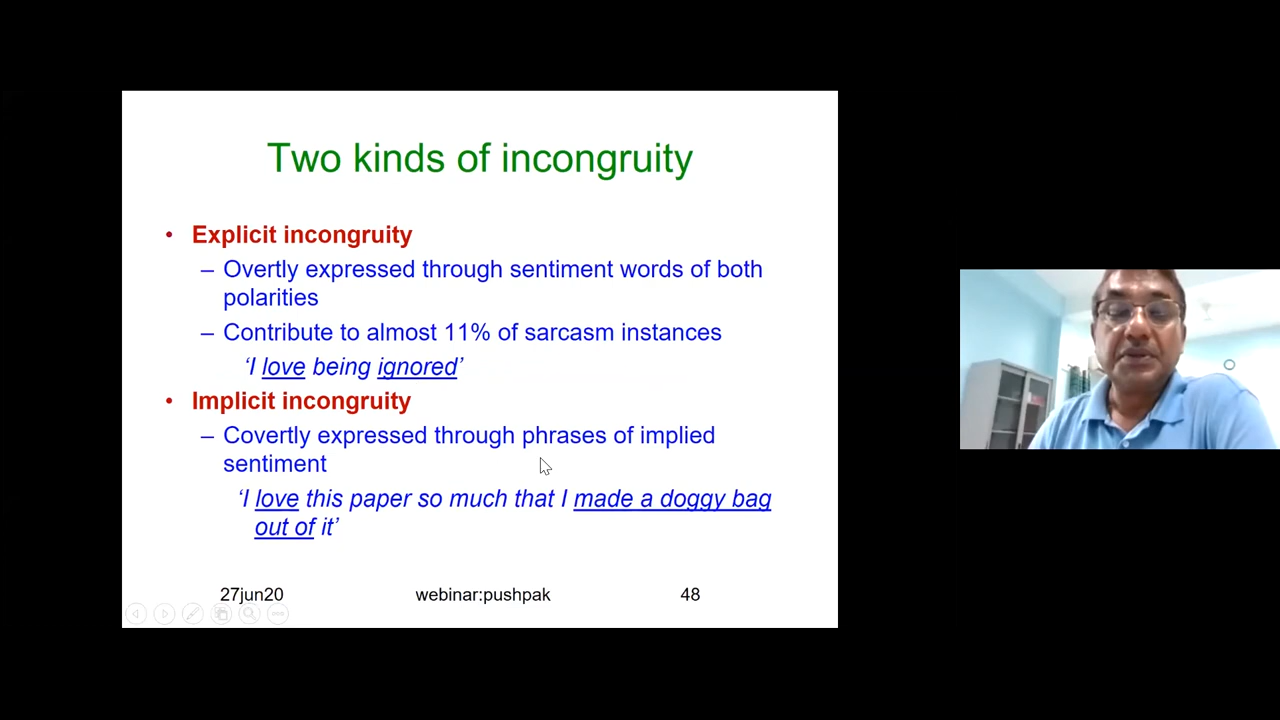 Two kinds of incongruity
• Explicit incongruity
– Overtly expressed through sentiment words of both
polarities
– Contribute to almost 11% of sarcasm instances
‘I love being ignored’
• Implicit incongruity
– Covertly expressed through phrases of implied
sentiment
‘I love this paper so much that I made a doggy bag
out of it’
27jun20 webinar:pushpak 48